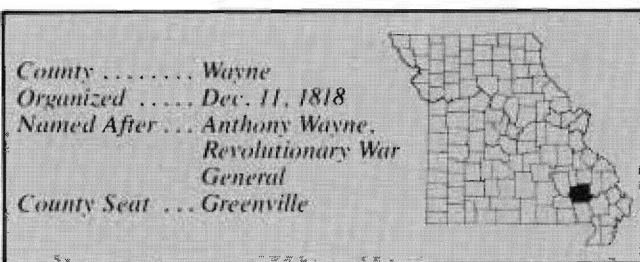 County ........ Wayne
Organized ..... Dec. 11, 1818
Named After ... Anthony Wayne,
Revolutionary War
General
County Seat ... Greenville